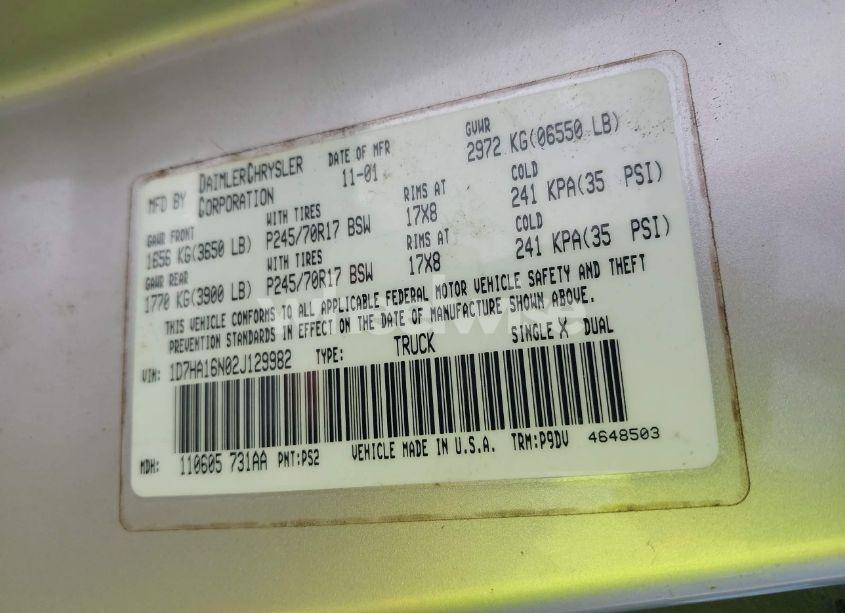 MFD BY DAIMLERCHRYSLER CORPORATION DATE OF MFR 11-01 GVWR 2972 KG(06550 LB)
GAWR FRONT 1656 KG(3650 LB) WITH TIRES P245/70R17 BSW RIMS AT 17X8 COLD 241 KPA(35 PSI)
GAWR REAR 1770 KG(3900 LB) WITH TIRES P245/70R17 BSW RIMS AT 17X8 COLD 241 KPA(35 PSI)
THIS VEHICLE CONFORMS TO ALL APPLICABLE FEDERAL MOTOR VEHICLE SAFETY AND THEFT
PREVENTION STANDARDS IN EFFECT ON THE DATE OF MANUFACTURE SHOWN ABOVE.
VIN: 1D7HA16N02J129982 TYPE: TRUCK SINGLE X DUAL
MDH: 110605 731AA PNT:PS2 VEHICLE MADE IN U.S.A. TRM:P9DV 4648503